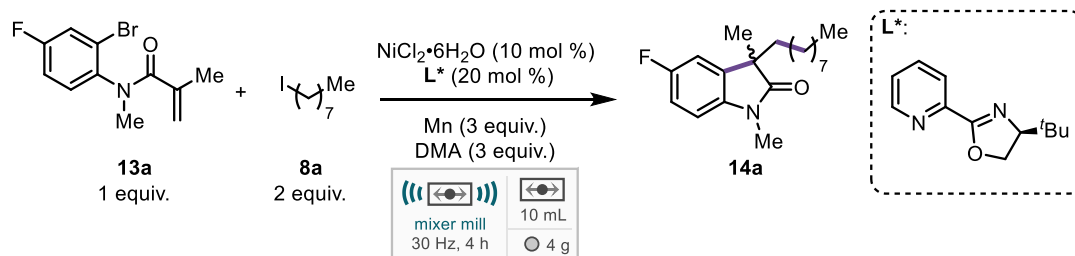 F
Br
O
N
Me
Me
13a
1 equiv.
+
I
Me
7
8a
2 equiv.
NiCl2•6H2O (10 mol %)
L* (20 mol %)
Mn (3 equiv.)
DMA (3 equiv.)
mixer mill
30 Hz, 4 h
10 mL
4 g
Me
Me
7
F
O
N
Me
14a
L*:
N
N
O
tBu